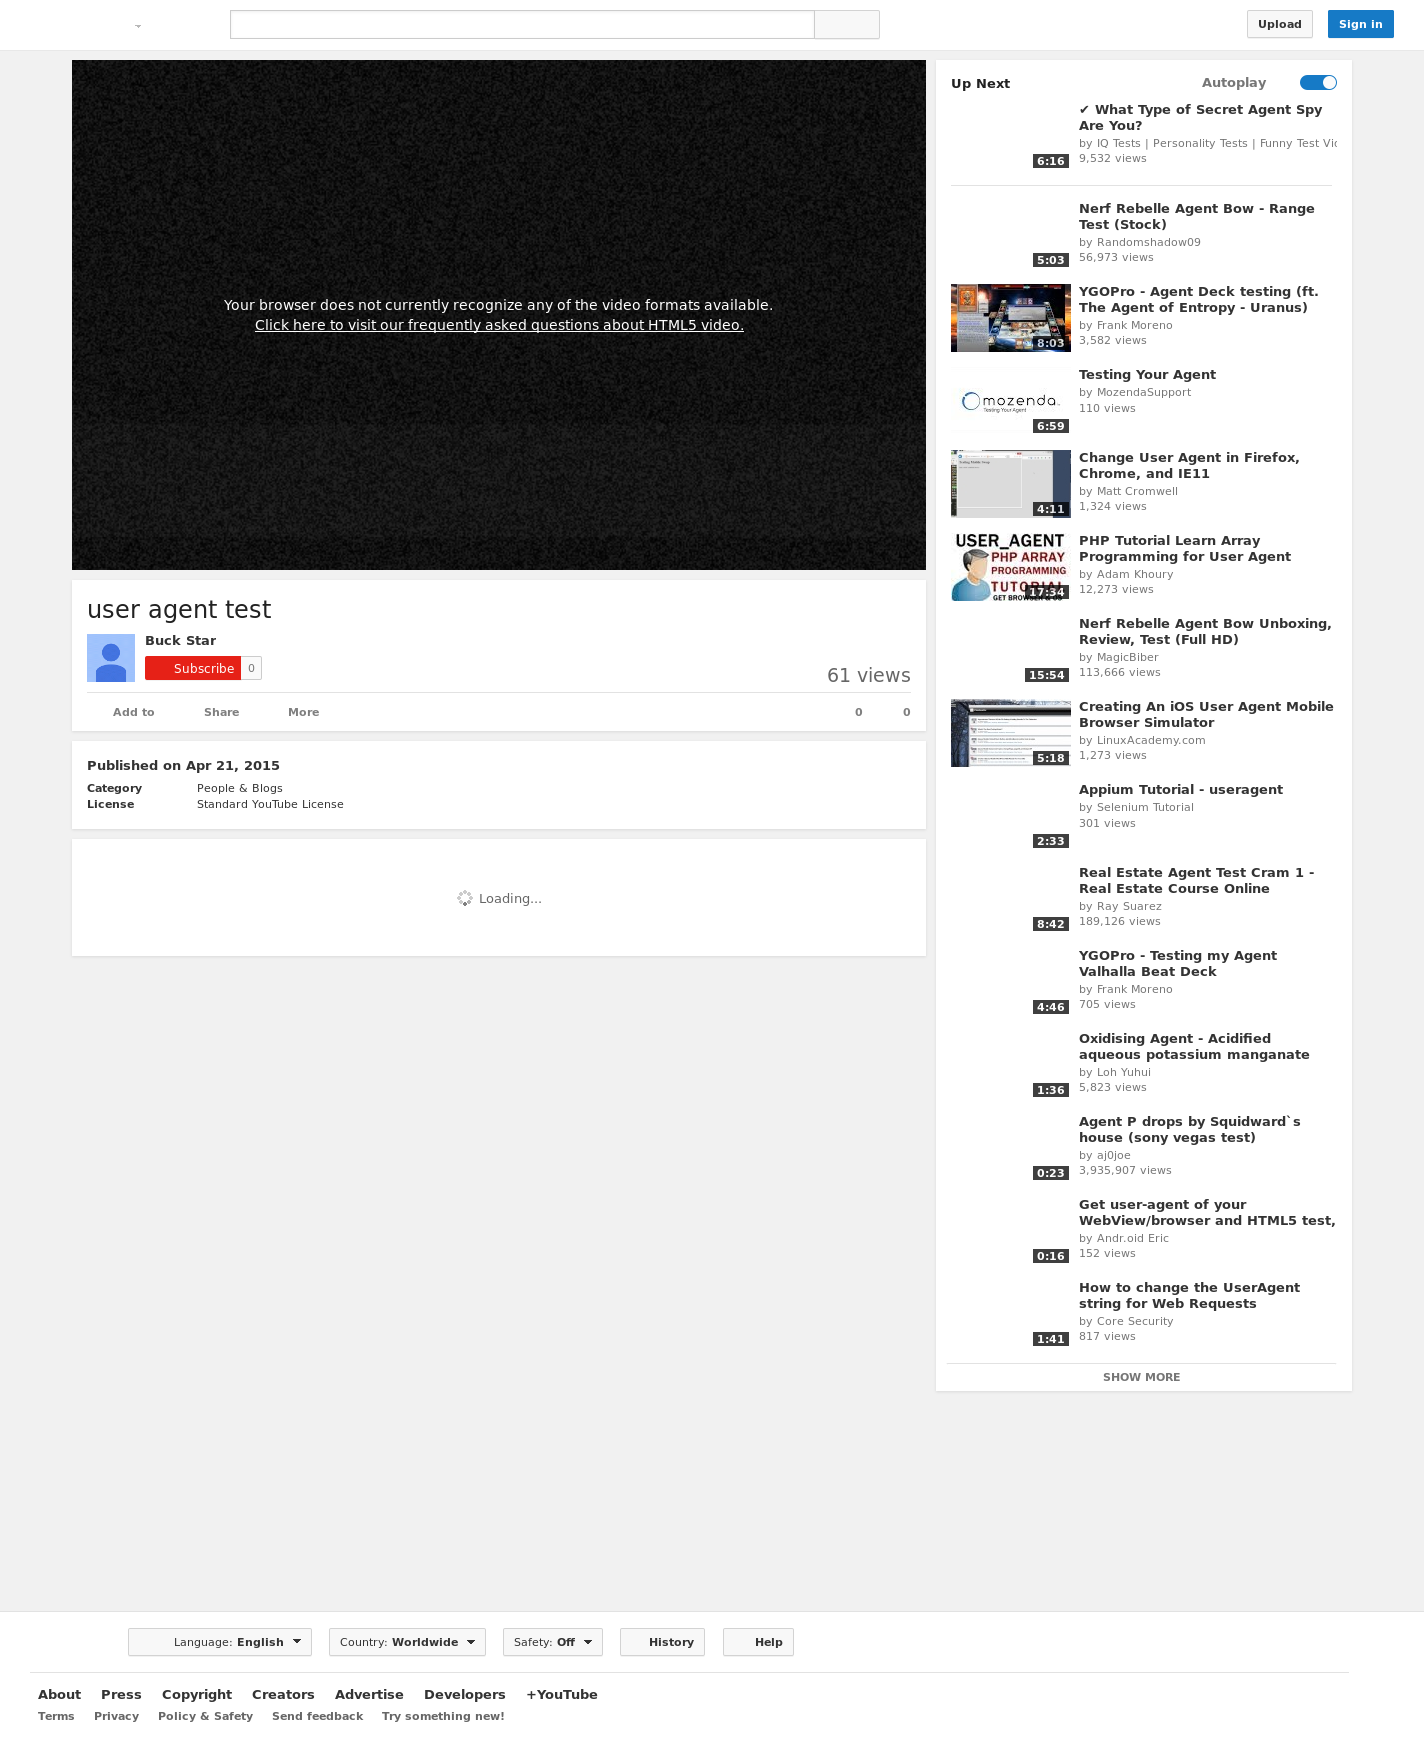 Upload
Sign in
Your browser does not currently recognize any of the video formats available.
Click here to visit our frequently asked questions about HTML5 video.
user agent test
Buck Star
Subscribe 0
61 views
Add to Share More 0 0
Published on Apr 21, 2015
Category People & Blogs
License Standard YouTube License
Loading...
Up Next Autoplay
✔ What Type of Secret Agent Spy
Are You?
by IQ Tests | Personality Tests | Funny Test Vid
9,532 views
6:16
Nerf Rebelle Agent Bow - Range
Test (Stock)
by Randomshadow09
56,973 views
5:03
YGOPro - Agent Deck testing (ft.
The Agent of Entropy - Uranus)
by Frank Moreno
3,582 views
8:03
Testing Your Agent
by MozendaSupport
110 views
mozenda
Testing Your Agent
6:59
Change User Agent in Firefox,
Chrome, and IE11
by Matt Cromwell
1,324 views
4:11
USER_AGENT
PHP ARRAY
PROGRAMMING
TUTORIAL
17:34
PHP Tutorial Learn Array
Programming for User Agent
by Adam Khoury
12,273 views
Nerf Rebelle Agent Bow Unboxing,
Review, Test (Full HD)
by MagicBiber
113,666 views
15:54
Creating An iOS User Agent Mobile
Browser Simulator
by LinuxAcademy.com
1,273 views
5:18
Appium Tutorial - useragent
by Selenium Tutorial
301 views
2:33
Real Estate Agent Test Cram 1 -
Real Estate Course Online
by Ray Suarez
189,126 views
8:42
YGOPro - Testing my Agent
Valhalla Beat Deck
by Frank Moreno
705 views
4:46
Oxidising Agent - Acidified
aqueous potassium manganate
by Loh Yuhui
5,823 views
1:36
Agent P drops by Squidward`s
house (sony vegas test)
by aj0joe
3,935,907 views
0:23
Get user-agent of your
WebView/browser and HTML5 test,
by Andr.oid Eric
152 views
0:16
How to change the UserAgent
string for Web Requests
by Core Security
817 views
1:41
SHOW MORE
Language: English Country: Worldwide Safety: Off History Help
About Press Copyright Creators Advertise Developers +YouTube
Terms Privacy Policy & Safety Send feedback Try something new!